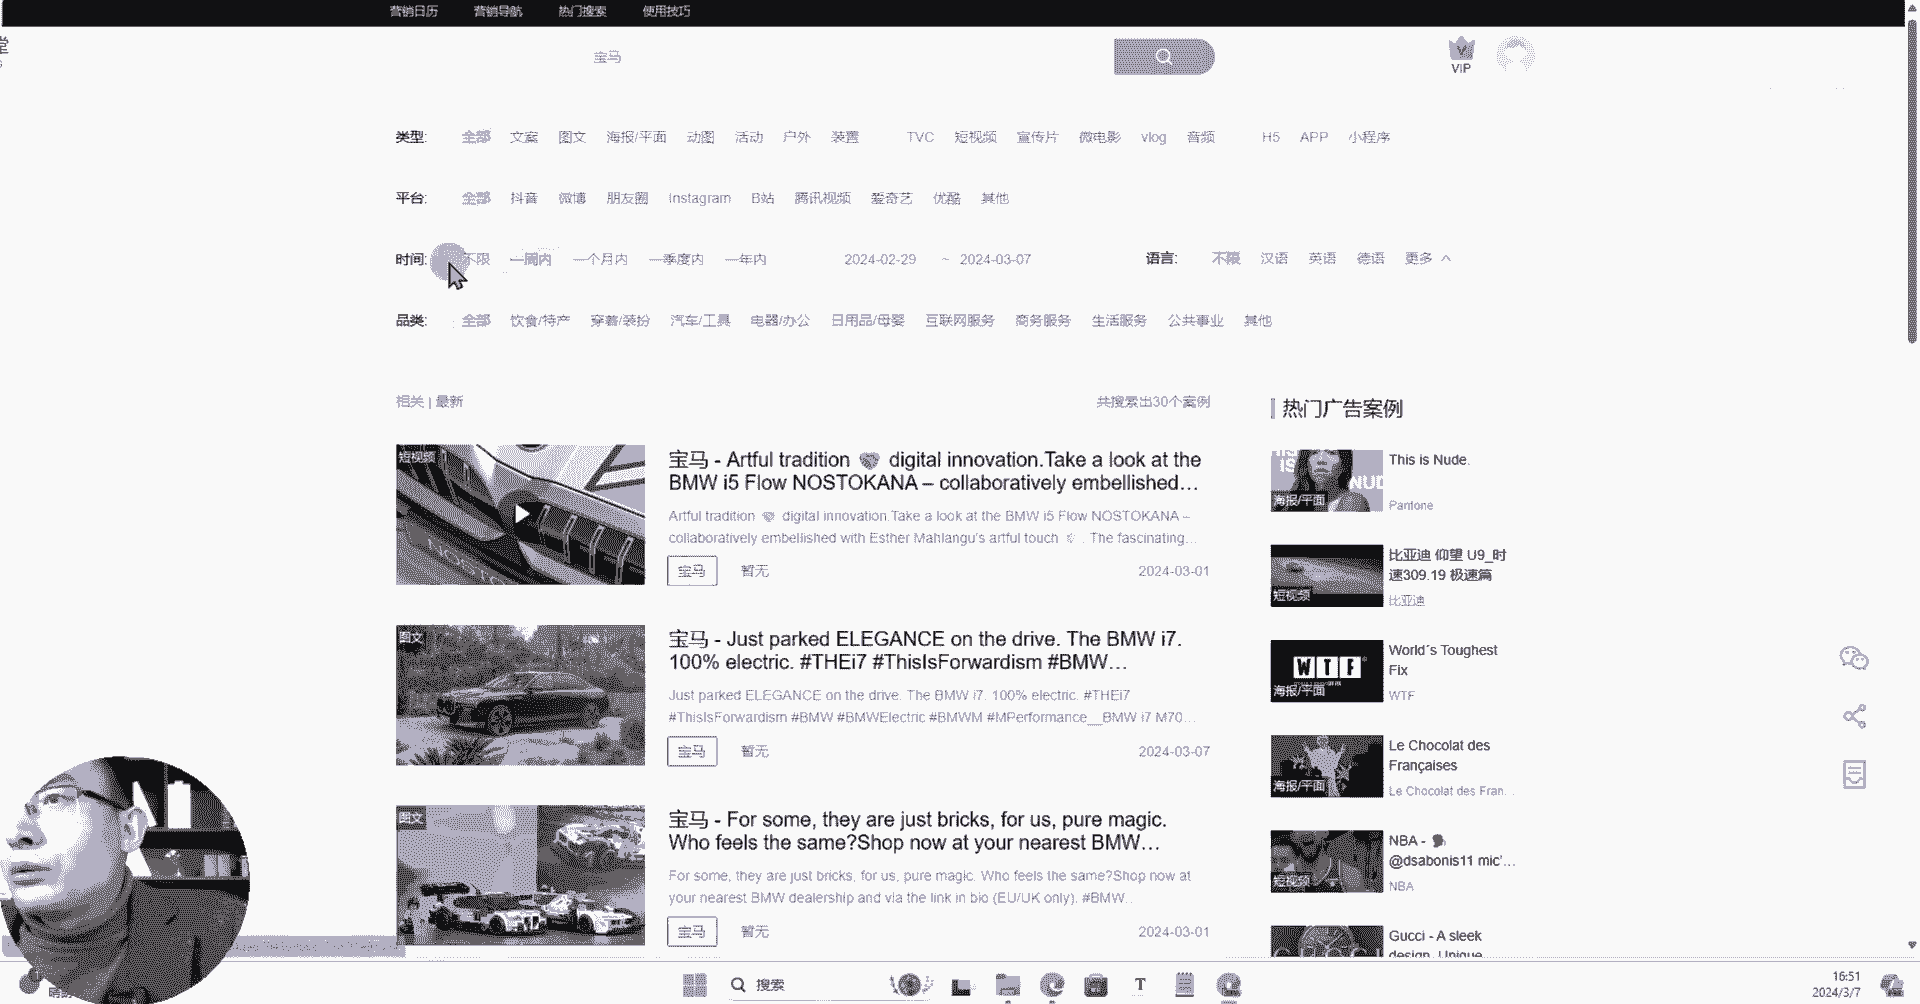 营销日历 营销导航 热门搜索 使用技巧
宝马
VIP
类型: 全部 文案 图文 海报/平面 动图 活动 户外 装置 TVC 短视频 宣传片 微电影 vlog 音频 H5 APP 小程序
平台: 全部 抖音 微博 朋友圈 Instagram B站 腾讯视频 爱奇艺 优酷 其他
时间: 不限 一周内 一个月内 一季度内 一年内 2024-02-29 ~ 2024-03-07 语言: 不限 汉语 英语 德语 更多
品类: 全部 饮食/特产 穿着/装扮 汽车/工具 电器/办公 日用品/母婴 互联网服务 商务服务 生活服务 公共事业 其他
相关 | 最新 共搜索出30个案例
短视频
宝马 - Artful tradition digital innovation.Take a look at the
BMW i5 Flow NOSTOKANA – collaboratively embellished...
Artful tradition digital innovation.Take a look at the BMW i5 Flow NOSTOKANA –
collaboratively embellished with Esther Mahlangu's artful touch . The fascinating...
宝马 暂无 2024-03-01
图文
宝马 - Just parked ELEGANCE on the drive. The BMW i7.
100% electric. #THEi7 #ThisIsForwardism #BMW...
Just parked ELEGANCE on the drive. The BMW i7. 100% electric. #THEi7
#ThisIsForwardism #BMW #BMWElectric #BMWM #MPerformance__BMW i7 M70...
宝马 暂无 2024-03-07
图文
宝马 - For some, they are just bricks, for us, pure magic.
Who feels the same?Shop now at your nearest BMW...
For some, they are just bricks, for us, pure magic. Who feels the same?Shop now at
your nearest BMW dealership and via the link in bio (EU/UK only). #BMW...
宝马 暂无 2024-03-01
热门广告案例
海报/平面
This is Nude.
Pantone
短视频
比亚迪 仰望 U9_时
速309.19 极速篇
比亚迪
WTF
海报/平面
World´s Toughest
Fix
WTF
海报/平面
Le Chocolat des
Françaises
Le Chocolat des Fran...
短视频
NBA -
@dsabonis11 mic'...
NBA
Gucci - A sleek
design. Unique
搜索
16:51
2024/3/7